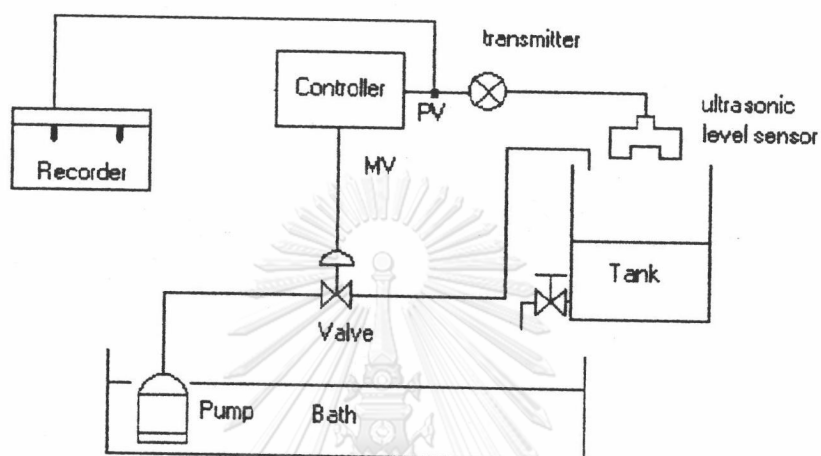 transmitter
Controller
PV
ultrasonic
level sensor
Recorder
MV
Tank
Valve
Pump
Bath